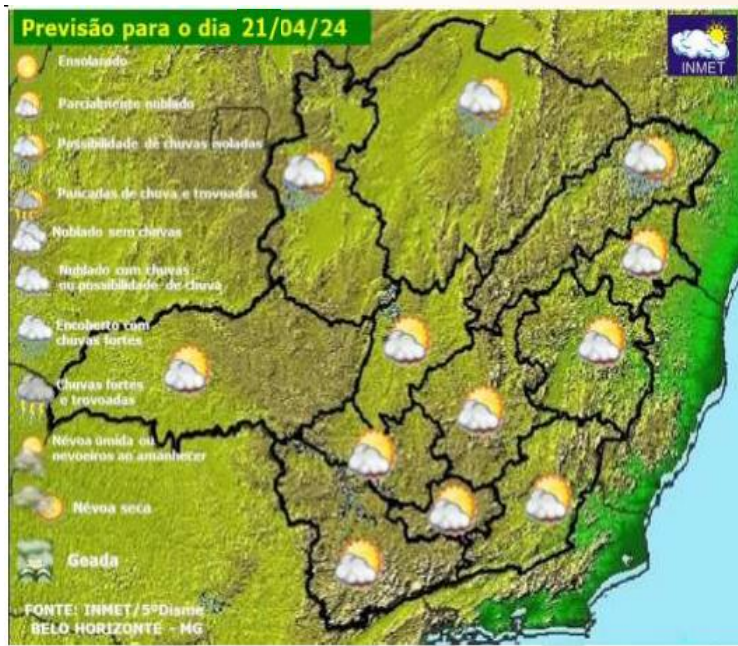 Previsão para o dia 21/04/24
INMET
Ensolarado
Parcialmente nublado
Possibilidade de chuvas isoladas
Pancadas de chuva e trovoadas
Nublado sem chuvas
Nublado com chuvas
ou possibilidade de chuva
Encoberto com
chuvas fortes
Chuvas fortes
e trovoadas
Névoa úmida ou
nevoeiros ao amanhecer
Névoa seca
Geada
FONTE: INMET/5ºDisme
BELO HORIZONTE - MG